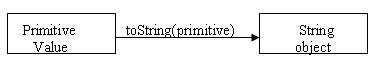 Primitive
Value
toString(primitive)
String
object